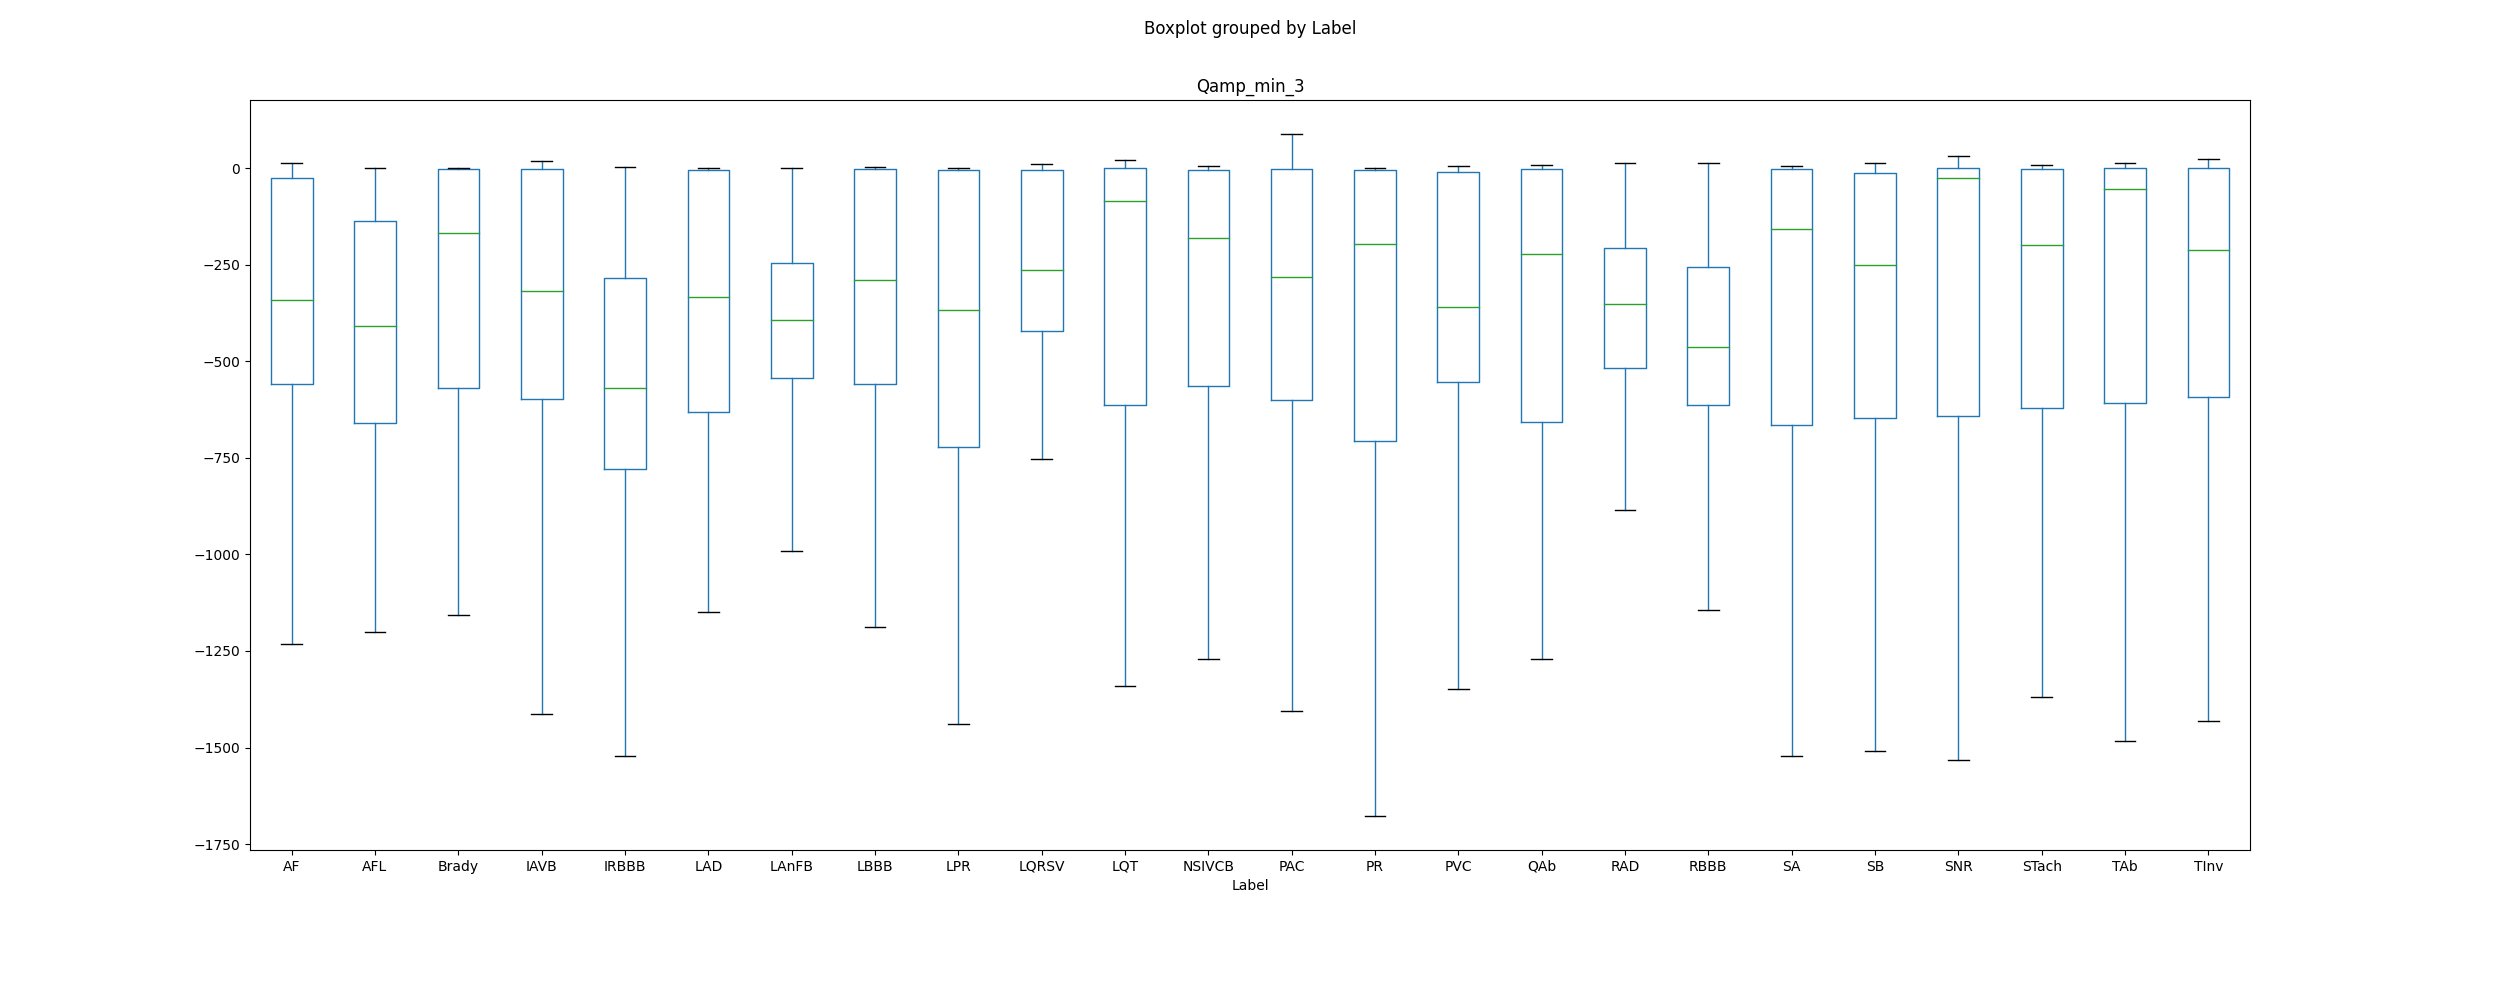 Boxplot grouped by Label
Qamp_min_3
0
−250
−500
−750
−1000
−1250
−1500
−1750
AF AFL Brady IAVB IRBBB LAD LAnFB LBBB LPR LQRSV LQT NSIVCB PAC PR PVC QAb RAD RBBB SA SB SNR STach TAb TInv
Label